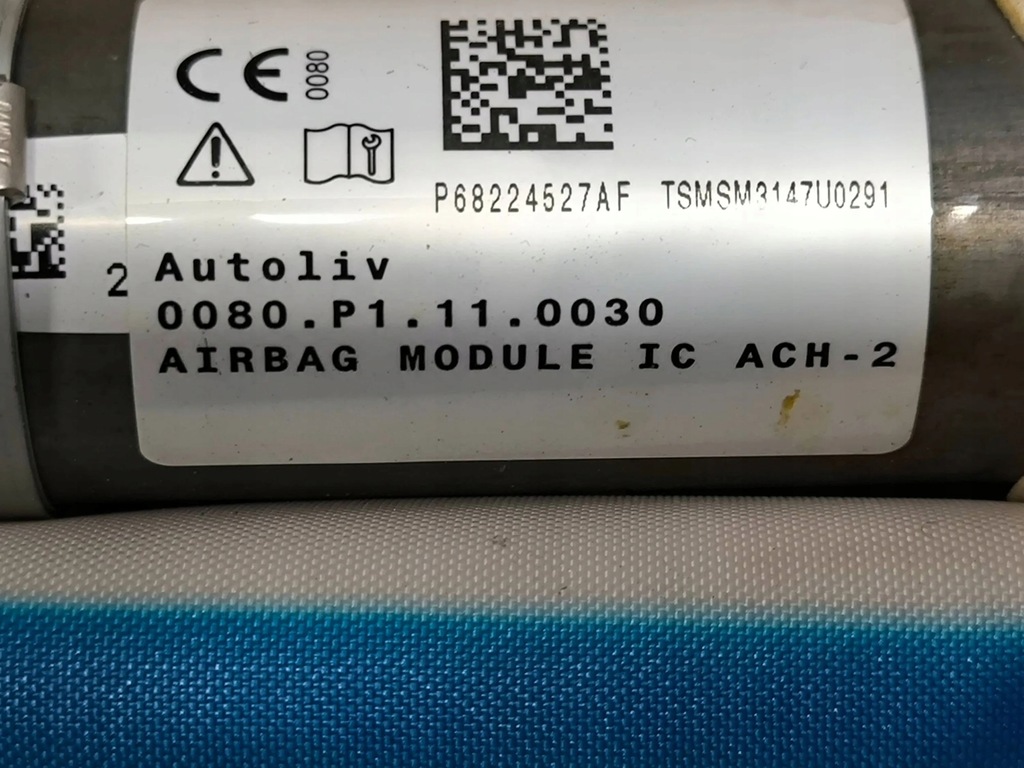 CE 0080
P68224527AF TSMSM3147U0291
2
Autoliv
0080.P1.11.0030
AIRBAG MODULE IC ACH-2